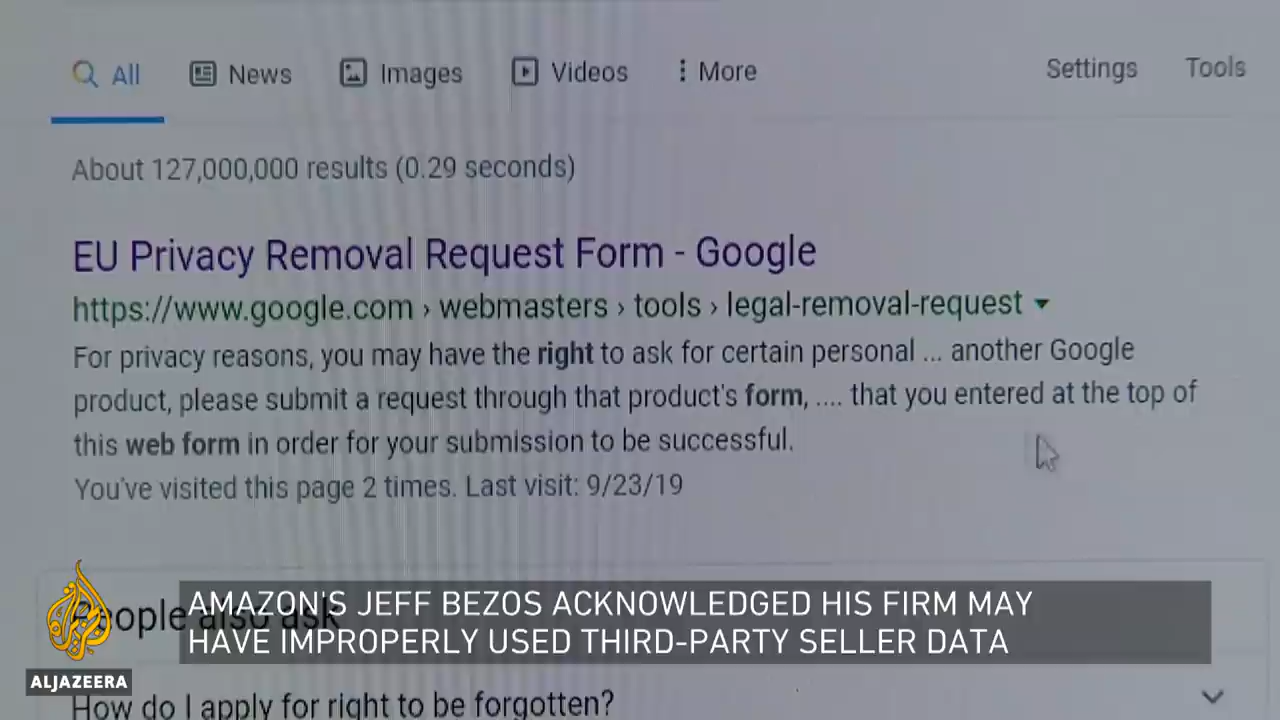 All News Images Videos More Settings Tools
About 127,000,000 results (0.29 seconds)
EU Privacy Removal Request Form - Google
https://www.google.com › webmasters › tools › legal-removal-request
For privacy reasons, you may have the right to ask for certain personal ... another Google
product, please submit a request through that product's form, .... that you entered at the top of
this web form in order for your submission to be successful.
You've visited this page 2 times. Last visit: 9/23/19
People also ask
AMAZON'S JEFF BEZOS ACKNOWLEDGED HIS FIRM MAY
HAVE IMPROPERLY USED THIRD-PARTY SELLER DATA
ALJAZEERA
How do I apply for right to be forgotten?